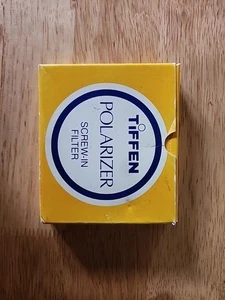 TiFFEN
POLARIZER
SCREW-IN
FILTER